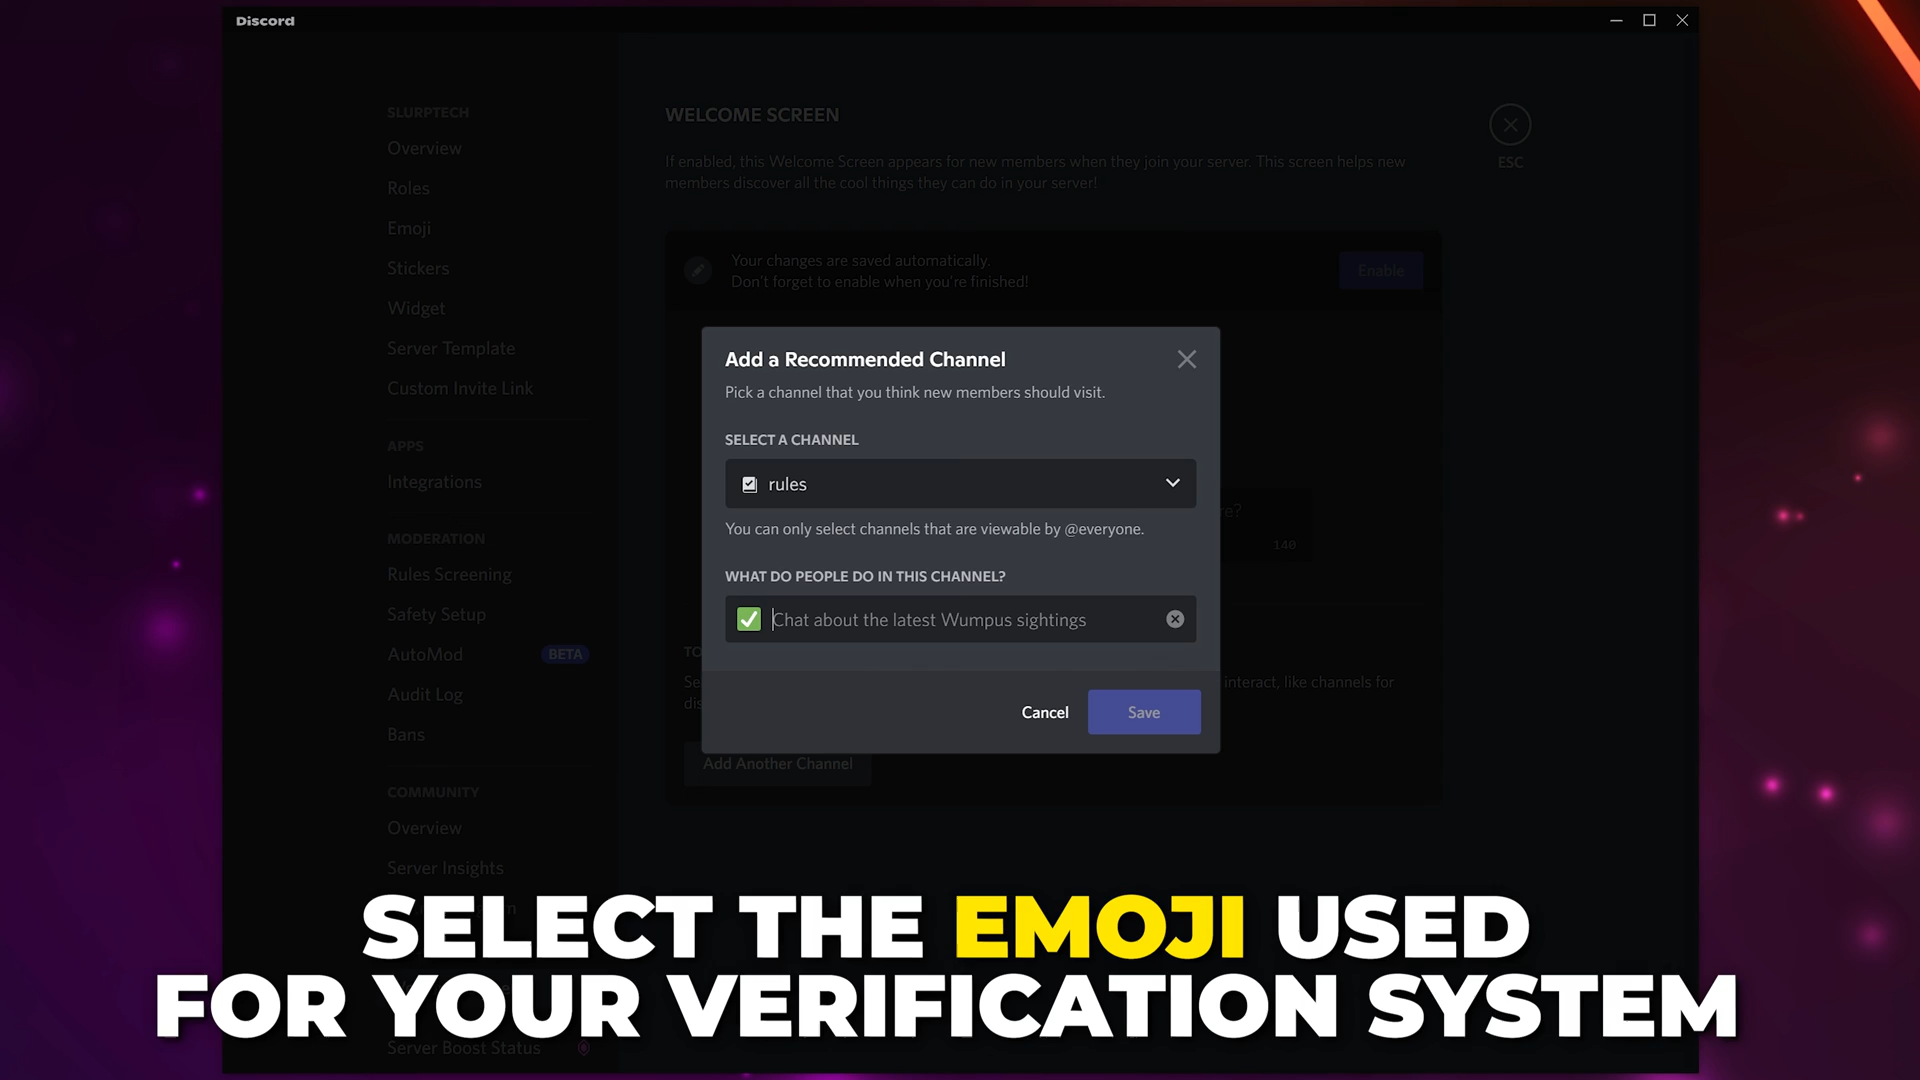 Discord
SLURPTECH
Overview
Roles
Emoji
Stickers
Widget
Server Template
Custom Invite Link
APPS
Integrations
MODERATION
Rules Screening
Safety Setup
AutoMod BETA
Audit Log
Bans
COMMUNITY
Overview
Server Insights
Server Boost Status
WELCOME SCREEN
If enabled, this Welcome Screen appears for new members when they join your server. This screen helps new
members discover all the cool things they can do in your server!
ESC
Your changes are saved automatically.
Don't forget to enable when you're finished!
Enable
Add a Recommended Channel
Pick a channel that you think new members should visit.
SELECT A CHANNEL
rules
You can only select channels that are viewable by @everyone.
140
WHAT DO PEOPLE DO IN THIS CHANNEL?
✅ Chat about the latest Wumpus sightings
interact, like channels for
Cancel
Save
Add Another Channel
SELECT THE EMOJI USED
FOR YOUR VERIFICATION SYSTEM